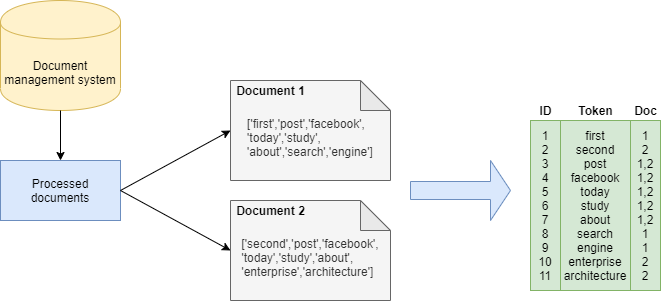 Document
management system
Processed
documents
Document 1
['first','post','facebook',
'today','study',
'about','search','engine']
Document 2
['second','post','facebook',
'today','study','about',
'enterprise','architecture']
ID Token Doc
1 first 1
2 second 2
3 post 1,2
4 facebook 1,2
5 today 1,2
6 study 1,2
7 about 1,2
8 search 1
9 engine 1
10 enterprise 2
11 architecture 2